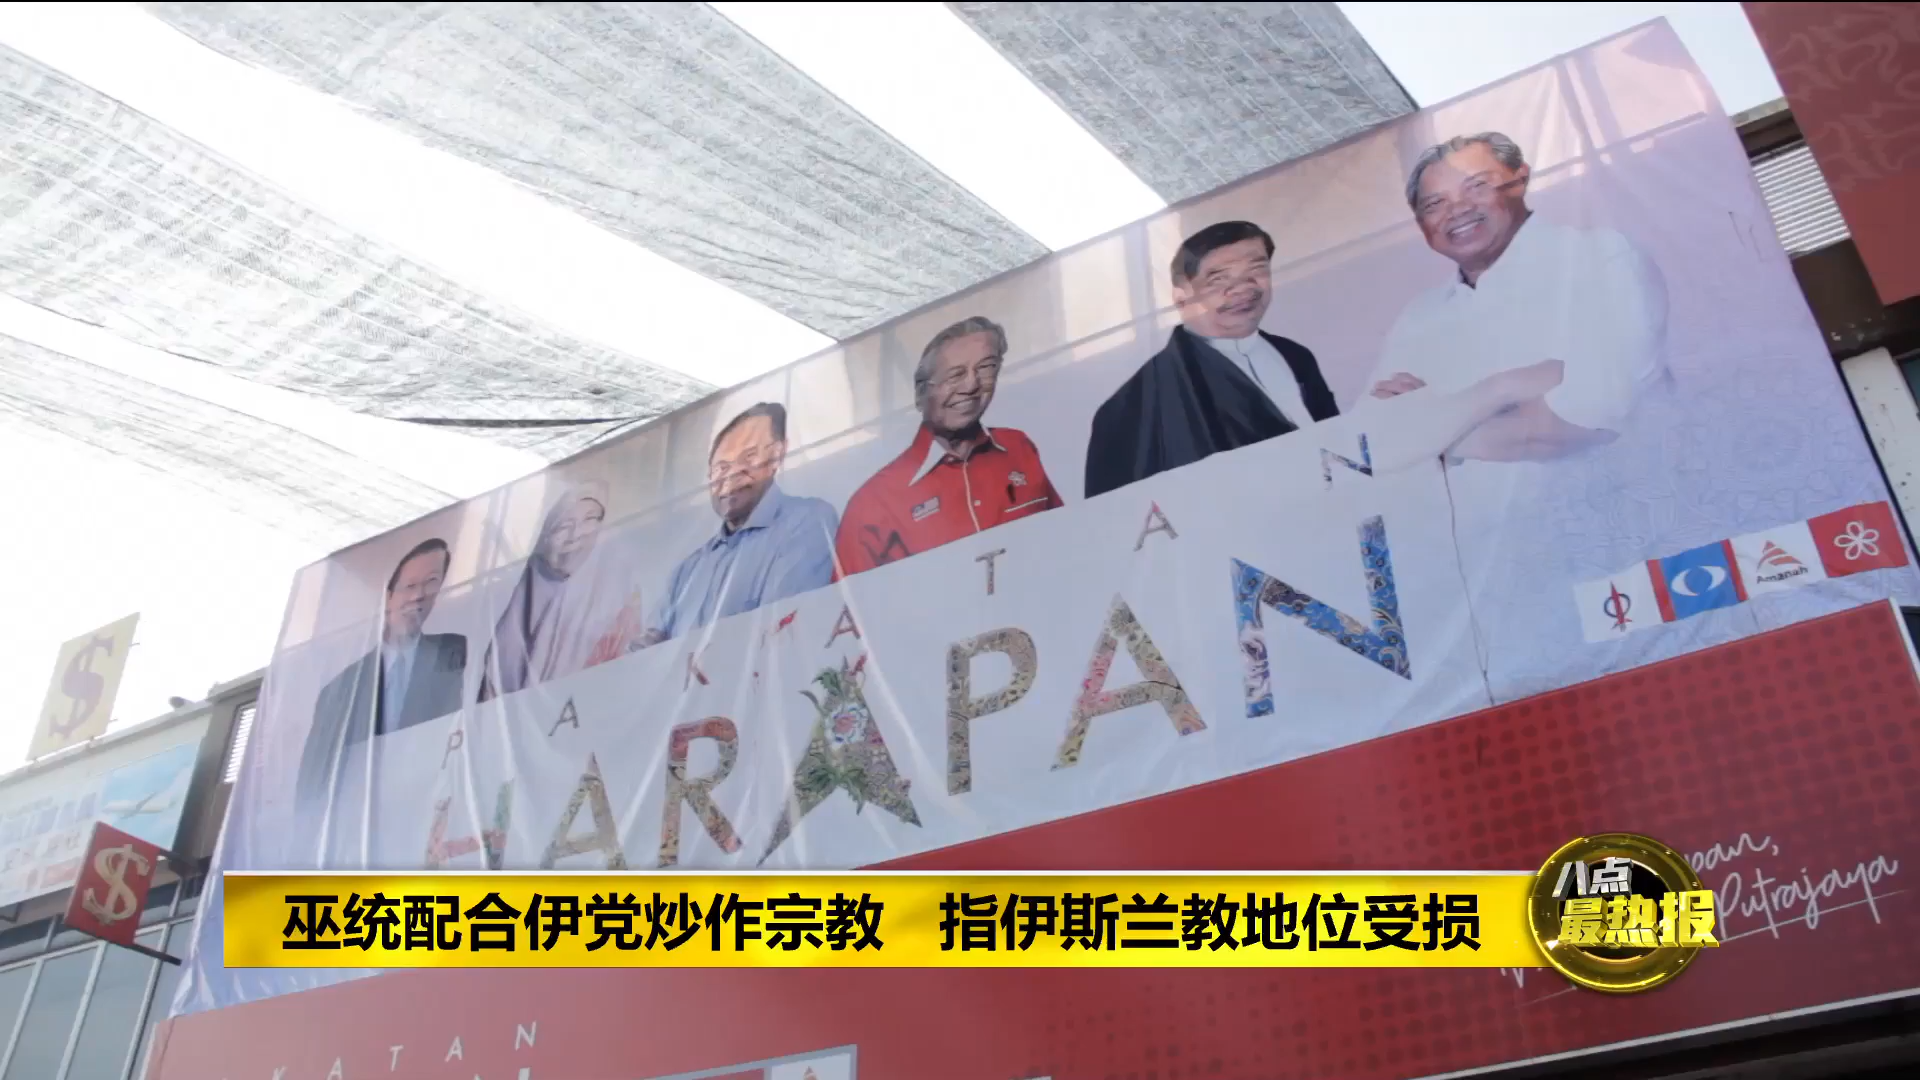 PAKATAN
HARAPAN
Amanah
$
$
Putrajaya
巫统配合伊党炒作宗教 指伊斯兰教地位受损
八点
最热报
KATAN